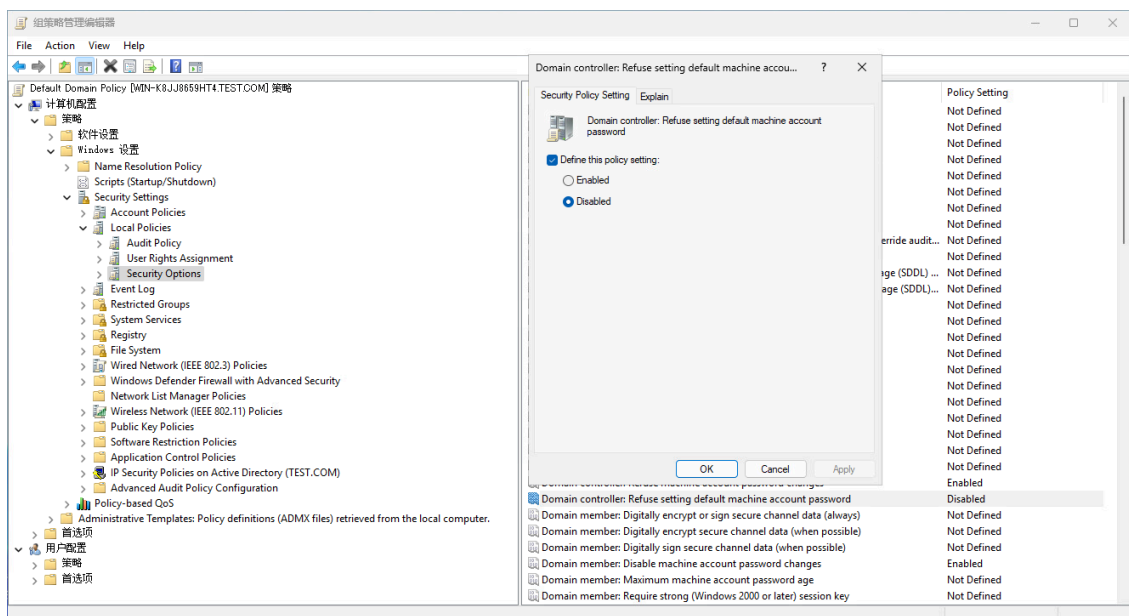 组策略管理编辑器
File Action View Help
Default Domain Policy [WIN-K8JJ8659HT4.TEST.COM] 策略
计算机配置
策略
软件设置
Windows 设置
Name Resolution Policy
Scripts (Startup/Shutdown)
Security Settings
Account Policies
Local Policies
Audit Policy
User Rights Assignment
Security Options
Event Log
Restricted Groups
System Services
Registry
File System
Wired Network (IEEE 802.3) Policies
Windows Defender Firewall with Advanced Security
Network List Manager Policies
Wireless Network (IEEE 802.11) Policies
Public Key Policies
Software Restriction Policies
Application Control Policies
IP Security Policies on Active Directory (TEST.COM)
Advanced Audit Policy Configuration
Policy-based QoS
Administrative Templates: Policy definitions (ADMX files) retrieved from the local computer.
首选项
用户配置
策略
首选项
Domain controller: Refuse setting default machine accou... ?
Security Policy Setting Explain
Domain controller: Refuse setting default machine account
password
Define this policy setting:
Enabled
Disabled
OK Cancel Apply
Policy Setting
Not Defined
Not Defined
Not Defined
Not Defined
Not Defined
Not Defined
Not Defined
Not Defined
erride audit... Not Defined
Not Defined
age (SDDL) ... Not Defined
age (SDDL)... Not Defined
Not Defined
Not Defined
Not Defined
Not Defined
Not Defined
Not Defined
Not Defined
Not Defined
Not Defined
Not Defined
Not Defined
Enabled
Domain controller: Refuse setting default machine account password Disabled
Domain member: Digitally encrypt or sign secure channel data (always) Not Defined
Domain member: Digitally encrypt secure channel data (when possible) Not Defined
Domain member: Digitally sign secure channel data (when possible) Not Defined
Domain member: Disable machine account password changes Enabled
Domain member: Maximum machine account password age Not Defined
Domain member: Require strong (Windows 2000 or later) session key Not Defined